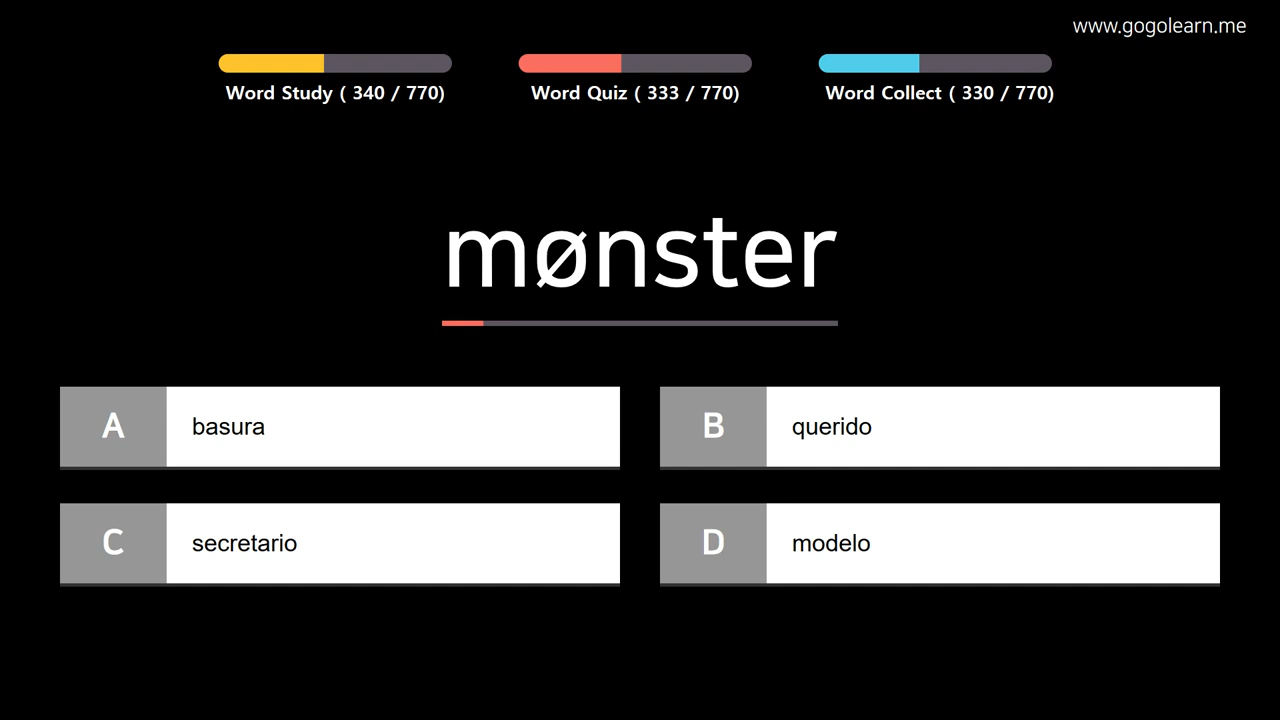 www.gogolearn.me
Word Study ( 340 / 770)
Word Quiz ( 333 / 770)
Word Collect ( 330 / 770)
mønster
A basura
B querido
C secretario
D modelo